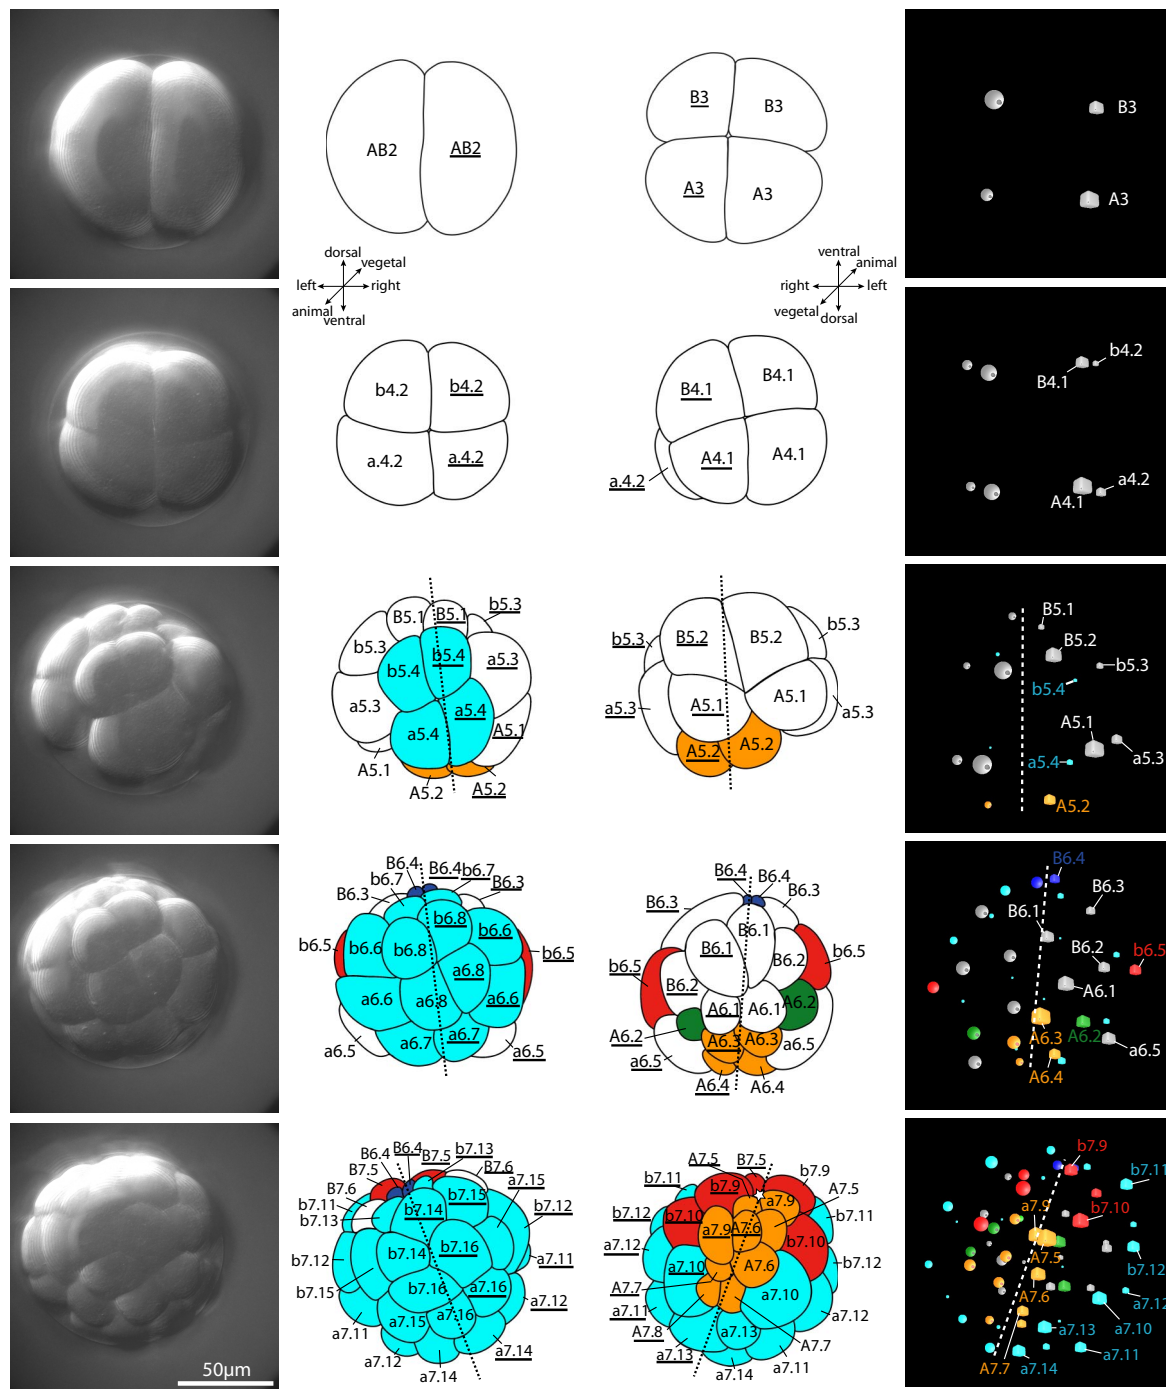 AB2 AB2
B3 B3
A3 A3
B3
A3
dorsal
vegetal
left right
animal
ventral
ventral
animal
right left
vegetal
dorsal
b4.2 b4.2
a.4.2 a.4.2
B4.1 B4.1
A4.1 A4.1
a.4.2
b4.2
B4.1
a4.2
A4.1
B5.1 B5.1 b5.3
b5.3
b5.4 b5.4 a5.3
a5.3
a5.4 a5.4
A5.1
A5.1
A5.2 A5.2
b5.3 B5.2 B5.2 b5.3
a5.3 A5.1 A5.1 a5.3
A5.2 A5.2
B5.1
B5.2
b5.3
b5.4
A5.1
a5.4 a5.3
A5.2
B6.4 B6.4 b6.7
b6.7
B6.3 B6.3
b6.8
b6.5 b6.6 b6.8 b6.6 b6.5
a6.8
a6.6 a6.8 a6.6
a6.7
a6.5 a6.7 a6.5
B6.4 B6.4
B6.3 B6.3
B6.1 B6.1
b6.5 B6.2 B6.2 b6.5
A6.1 A6.1 A6.2
A6.2 A6.3 A6.3
a6.5 a6.5
A6.4 A6.4
B6.4
B6.3
B6.1
B6.2 b6.5
A6.1
A6.3 A6.2
a6.5
A6.4
B6.4 B6.4 b7.13
B7.5 B7.5
B7.6 B7.6
b7.11 b7.15 a7.15
b7.13 b7.14 b7.12
b7.12 b7.14 b7.16
a7.11
b7.15 b7.16 a7.16
a7.12
a7.11 a7.15 a7.16
a7.12 a7.14
a7.14
A7.5 B7.5
b7.11 b7.9 b7.9
a7.9 A7.5
b7.12 b7.10 b7.11
a7.9 A7.6 b7.10
a7.12
a7.10 A7.6 b7.12
A7.7 a7.10
a7.11 a7.12
A7.8 a7.13
a7.13 A7.7
a7.11
a7.14
b7.9
b7.11
a7.9 b7.10
A7.5
b7.12
A7.6
a7.12
a7.13 a7.10
a7.11
A7.7 a7.14
50µm